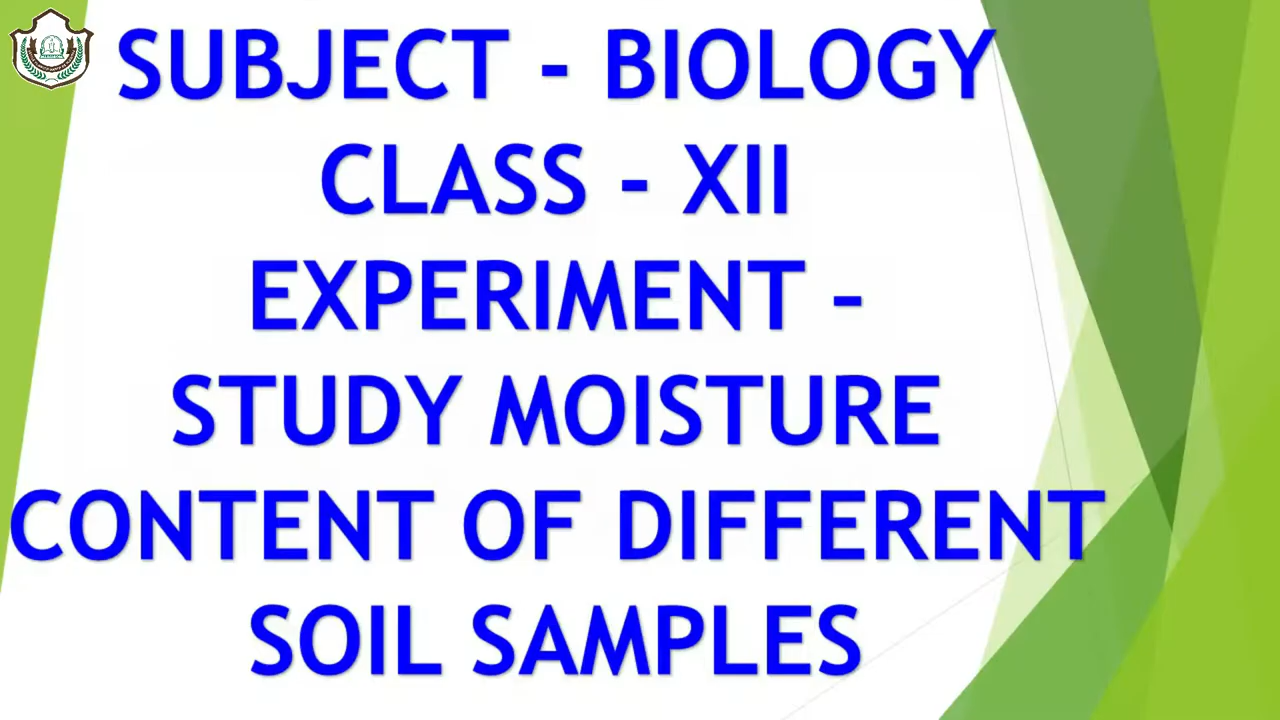 SUBJECT - BIOLOGY
CLASS - XII
EXPERIMENT -
STUDY MOISTURE
CONTENT OF DIFFERENT
SOIL SAMPLES